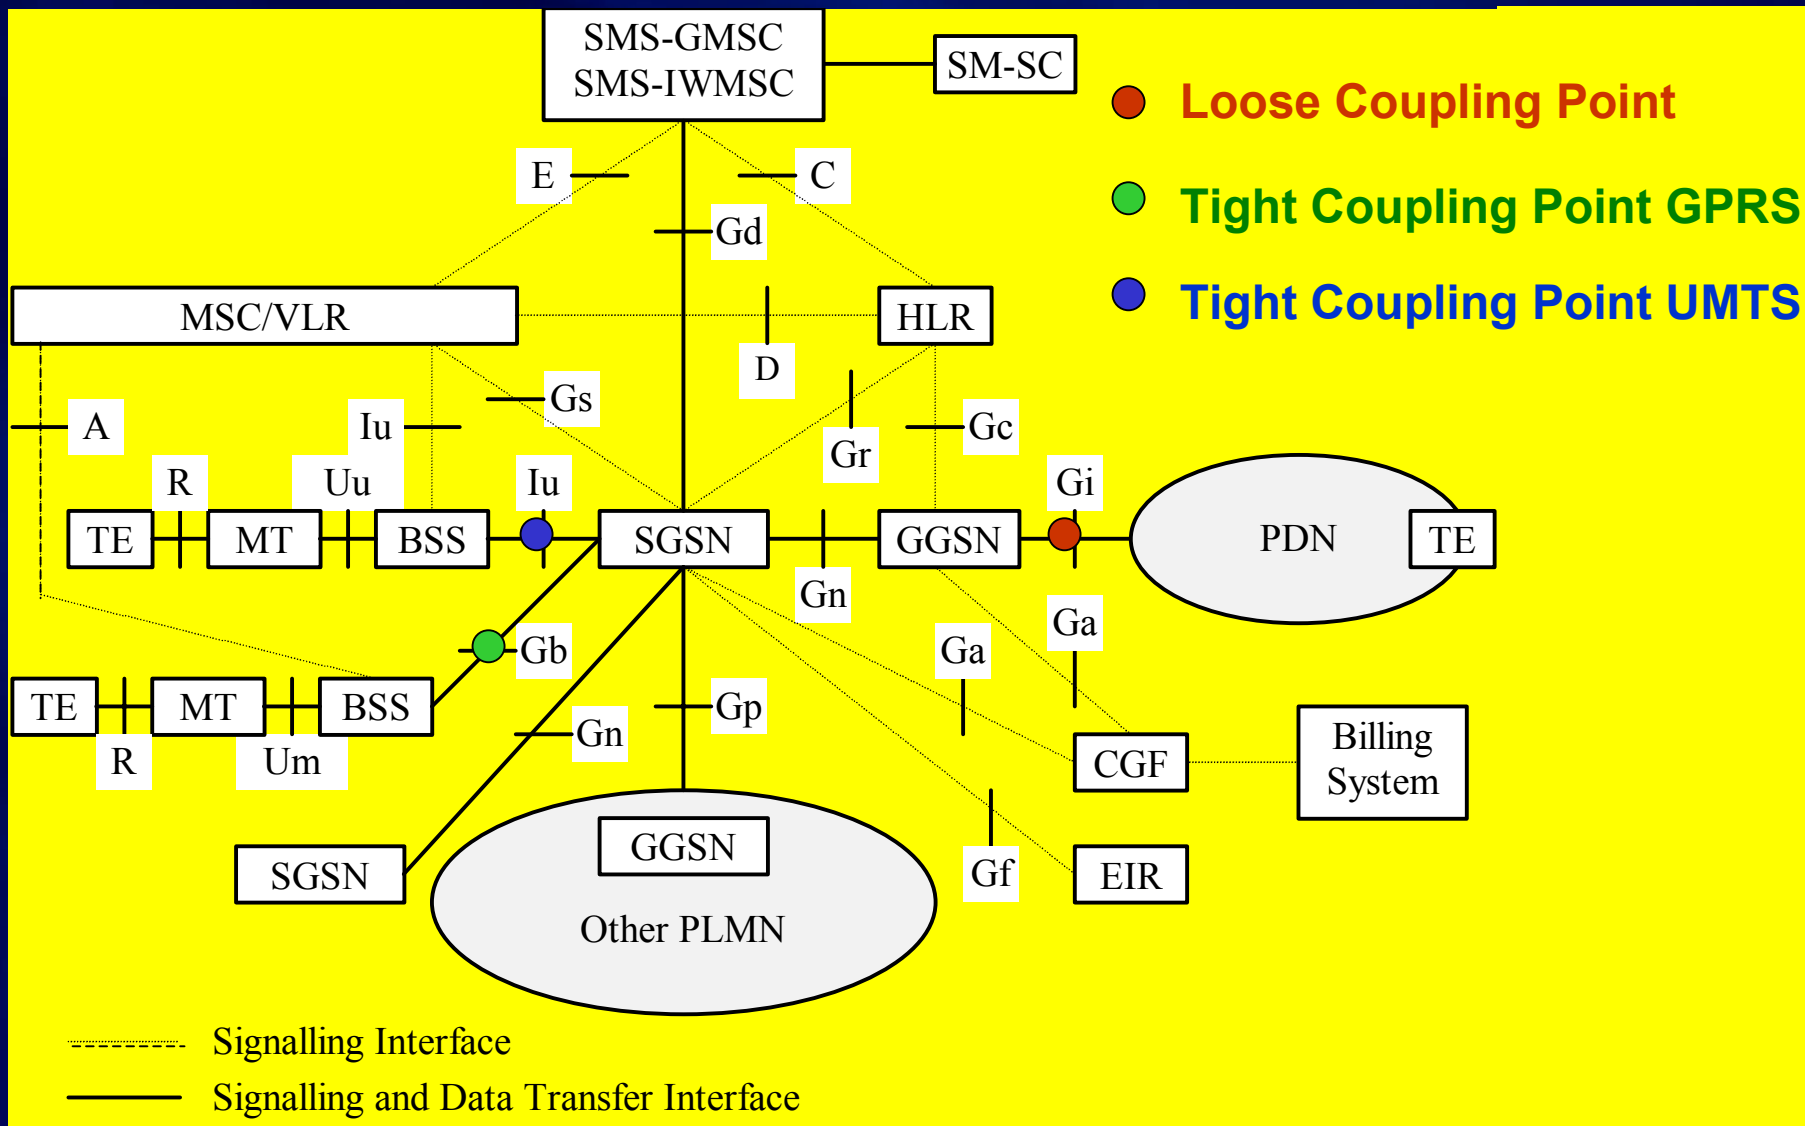 SMS-GMSC
SMS-IWMSC
SM-SC
Loose Coupling Point
E
C
Tight Coupling Point GPRS
Gd
Tight Coupling Point UMTS
MSC/VLR
HLR
D
Gs
A
Iu
Gr
Gc
R
Uu
Iu
Gi
TE
MT
BSS
SGSN
GGSN
PDN
TE
Gn
Ga
Gb
Ga
TE
MT
BSS
Gp
Gn
R
Um
CGF
Billing
System
SGSN
GGSN
Gf
EIR
Other PLMN
Signalling Interface
Signalling and Data Transfer Interface